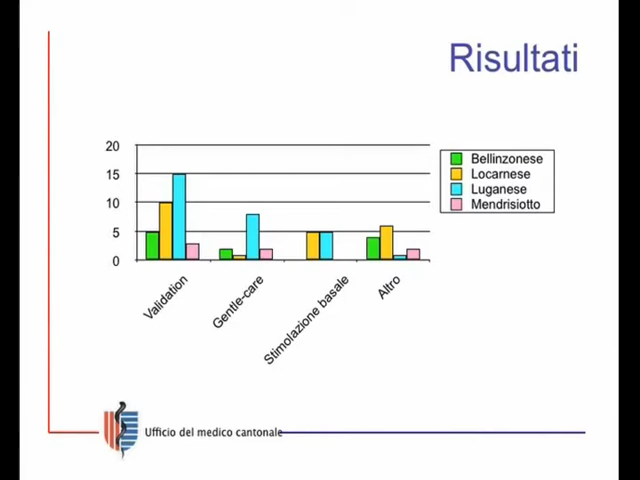 Risultati
20
15
10
5
0
Bellinzonese
Locarnese
Luganese
Mendrisiotto
Validation
Gentle-care
Stimolazione basale
Altro
Ufficio del medico cantonale